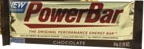 NEW
PowerBar
THE ORIGINAL PERFORMANCE ENERGY BAR
CHOCOLATE